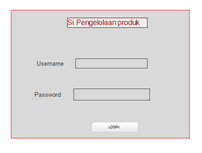 Si Pengelolaan produk
Username
Password
LOGIN